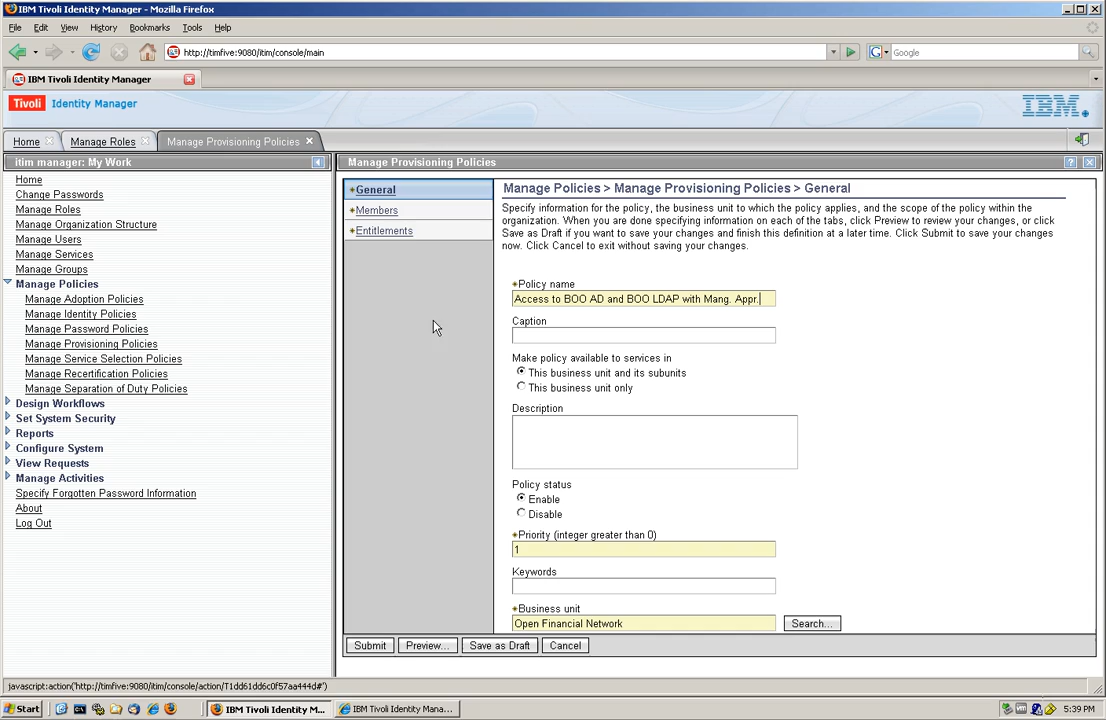 IBM Tivoli Identity Manager - Mozilla Firefox
File Edit View History Bookmarks Tools Help
http://timfive:9080/itim/console/main
G Google
IBM Tivoli Identity Manager
Tivoli Identity Manager
IBM
Home Manage Roles Manage Provisioning Policies
itim manager: My Work
Home
Change Passwords
Manage Roles
Manage Organization Structure
Manage Users
Manage Services
Manage Groups
Manage Policies
Manage Adoption Policies
Manage Identity Policies
Manage Password Policies
Manage Provisioning Policies
Manage Service Selection Policies
Manage Recertification Policies
Manage Separation of Duty Policies
Design Workflows
Set System Security
Reports
Configure System
View Requests
Manage Activities
Specify Forgotten Password Information
About
Log Out
Manage Provisioning Policies
General
Members
Entitlements
Manage Policies > Manage Provisioning Policies > General
Specify information for the policy, the business unit to which the policy applies, and the scope of the policy within the
organization. When you are done specifying information on each of the tabs, click Preview to review your changes, or click
Save as Draft if you want to save your changes and finish this definition at a later time. Click Submit to save your changes
now. Click Cancel to exit without saving your changes.
Policy name
Access to BOO AD and BOO LDAP with Mang. Appr.
Caption
Make policy available to services in
This business unit and its subunits
This business unit only
Description
Policy status
Enable
Disable
Priority (integer greater than 0)
1
Keywords
Business unit
Open Financial Network Search...
Submit Preview... Save as Draft Cancel
javascript:action('http://timfive:9080/itim/console/action/T1dd61dd6c0f57aa444d#')
Start IBM Tivoli Identity M... IBM Tivoli Identity Mana... 5:39 PM